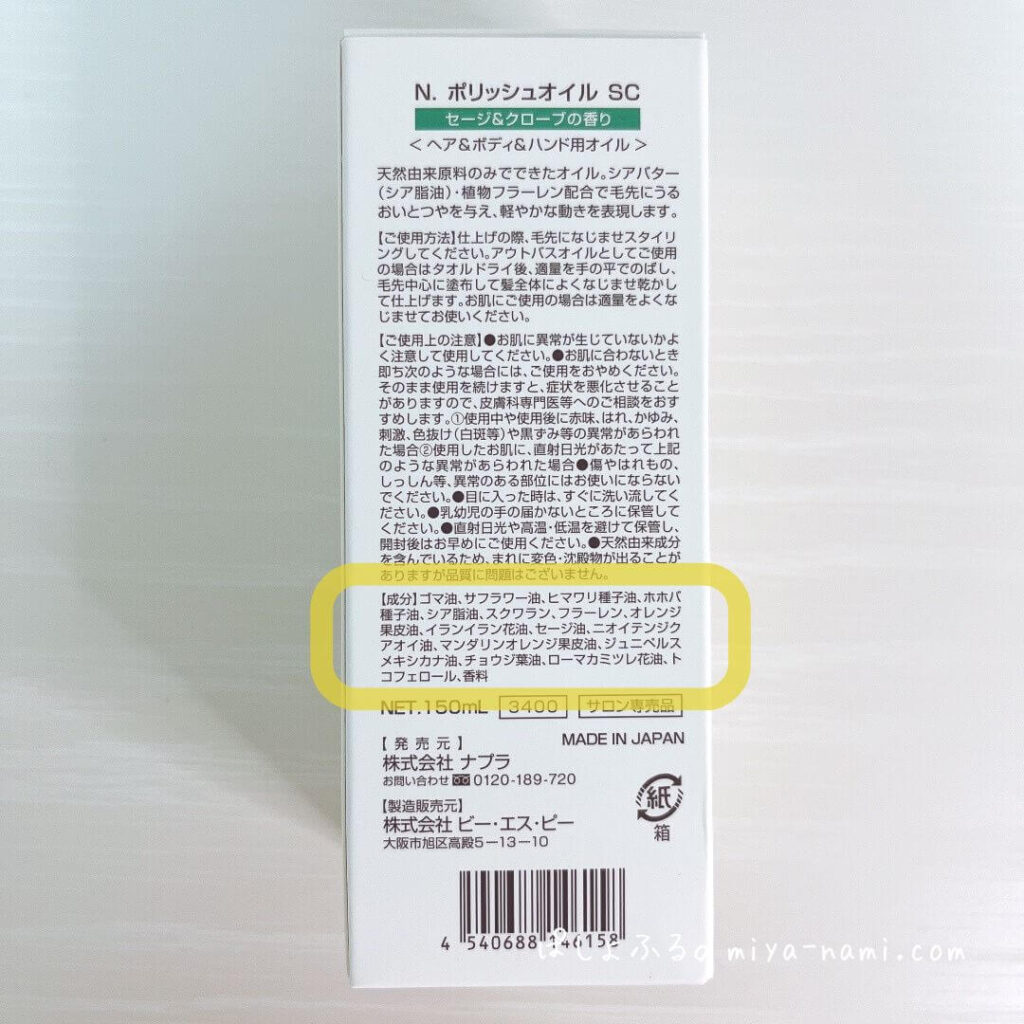 N. ポリッシュオイル SC
セージ&クローブの香り
< ヘア&ボディ&ハンド用オイル >
天然由来原料のみでできたオイル。シアバター
(シア脂油)・植物フラーレン配合で毛先にうる
おいとつやを与え、軽やかな動きを表現します。
【ご使用方法】仕上げの際、毛先になじませスタイリ
ングしてください。アウトバスオイルとしてご使用
の場合はタオルドライ後、適量を手の平でのばし、
毛先中心に塗布して髪全体によくなじませ乾かし
て仕上げます。お肌にご使用の場合は適量をよくな
じませてお使いください。
【ご使用上の注意】●お肌に異常が生じていないかよ
く注意して使用してください。●お肌に合わないとき
即ち次のような場合には、ご使用をおやめください。
そのまま使用を続けますと、症状を悪化させること
がありますので、皮膚科専門医等へのご相談をおす
すめします。①使用中や使用後に赤味、はれ、かゆみ、
刺激、色抜け(白斑等)や黒ずみ等の異常があらわれ
た場合②使用したお肌に、直射日光があたって上記
のような異常があらわれた場合●傷やはれもの、
しっしん等、異常のある部位にはお使いにならない
でください。●目に入った時は、すぐに洗い流してく
ださい。●乳幼児の手の届かないところに保管して
ください。●直射日光や高温・低温を避けて保管し、
開封後はお早めにご使用ください。●天然由来成分
を含んでいるため、まれに変色・沈殿物が出ることが
ありますが品質に問題はございません。
【成分】ゴマ油、サフラワー油、ヒマワリ種子油、ホホバ
種子油、シア脂油、スクワラン、フラーレン、オレンジ
果皮油、イランイラン花油、セージ油、ニオイテンジク
アオイ油、マンダリンオレンジ果皮油、ジュニペルス
メキシカナ油、チョウジ葉油、ローマカミツレ花油、ト
コフェロール、香料
NET.150mL 3400 サロン専売品
【発売元】 MADE IN JAPAN
株式会社 ナプラ
お問い合わせ 0120-189-720
【製造販売元】
株式会社 ビー・エス・ピー
大阪市旭区高殿5-13-10
紙
箱
4 540688 146158
ぱしょふる。miya-nami.com